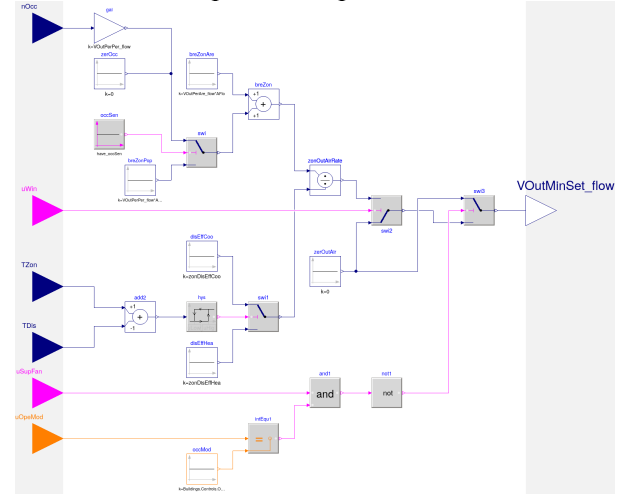 nOcc
gai
k=VOutPerPer_flow
zerOcc
k=0
breZonAre
k=VOutPerAre_flow*AFlo
breZon
+1
+
+1
occSen
have_occSen
swi
breZonPop
k=VOutPerPer_flow*A...
zonOutAirRate
÷
uWin
swi2
swi3
VOutMinSet_flow
disEffCoo
k=zonDisEffCoo
zerOutAir
k=0
TZon
add2
+1
+
-1
hys
swi1
TDis
disEffHea
k=zonDisEffHea
uSupFan
and1
and
not1
not
uOpeMod
intEqu1
=
occMod
k=Buildings.Controls.O...